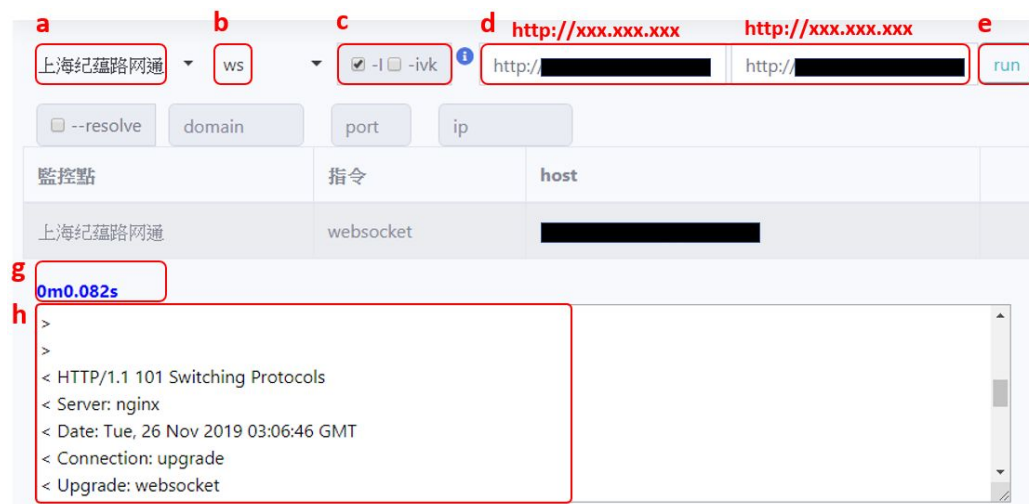 a b c d http://xxx.xxx.xxx http://xxx.xxx.xxx e
上海纪蕴路网通 ws -I -ivk http:// http:// run
--resolve domain port ip
監控點 指令 host
上海纪蕴路网通 websocket
g
0m0.082s
h
>
>
< HTTP/1.1 101 Switching Protocols
< Server: nginx
< Date: Tue, 26 Nov 2019 03:06:46 GMT
< Connection: upgrade
< Upgrade: websocket